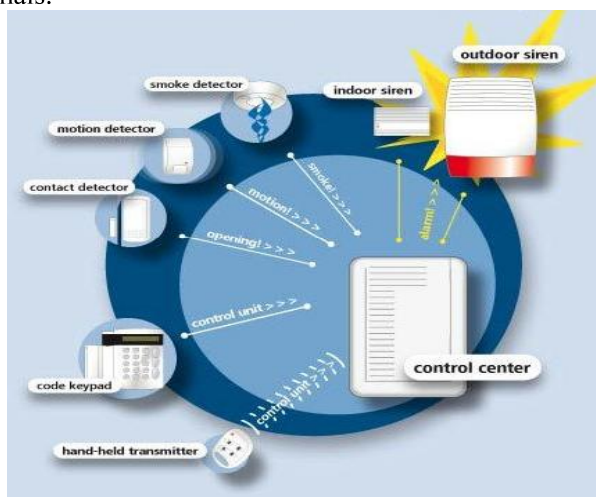 outdoor siren
smoke detector
indoor siren
motion detector
contact detector
smoke! > > >
motion! > > >
opening! > > >
alarm! > > >
control unit > > >
control center
code keypad
control unit > > >
hand-held transmitter